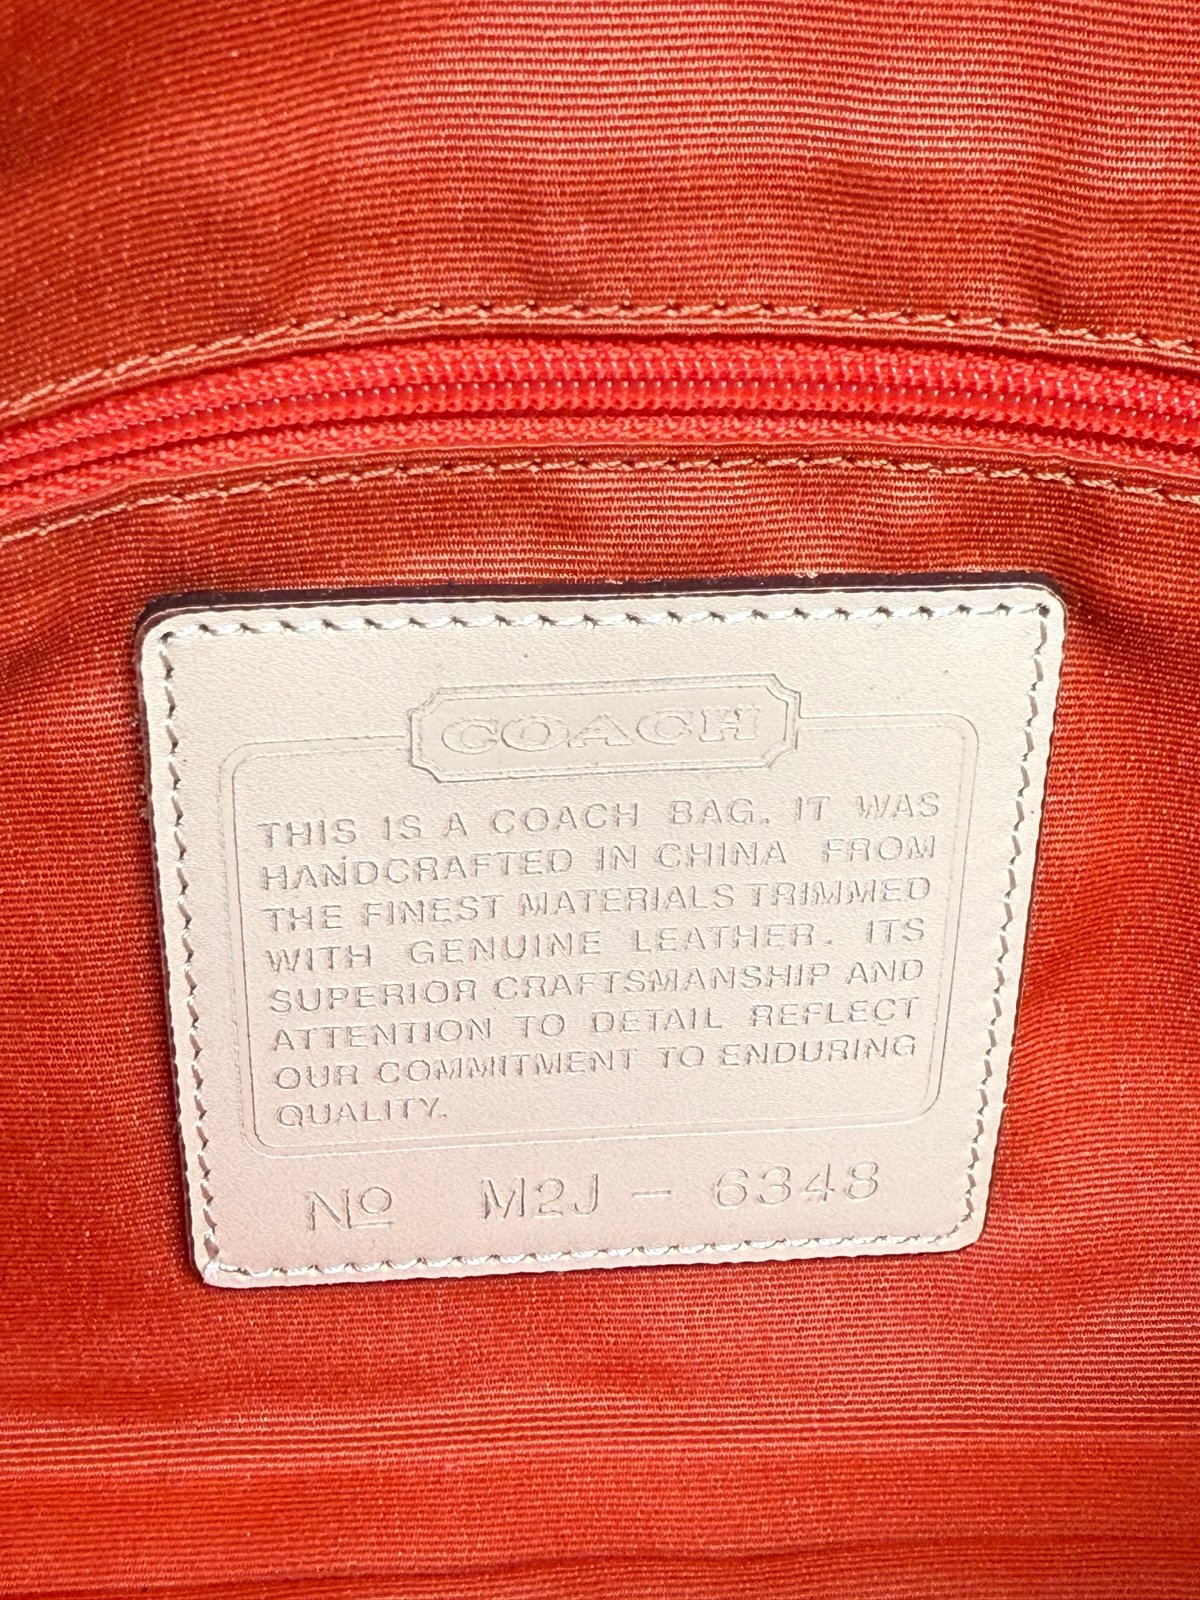 COACH
THIS IS A COACH BAG. IT WAS
HANDCRAFTED IN CHINA FROM
THE FINEST MATERIALS TRIMMED
WITH GENUINE LEATHER. ITS
SUPERIOR CRAFTSMANSHIP AND
ATTENTION TO DETAIL REFLECT
OUR COMMITMENT TO ENDURING
QUALITY.
Nº M2J - 6348